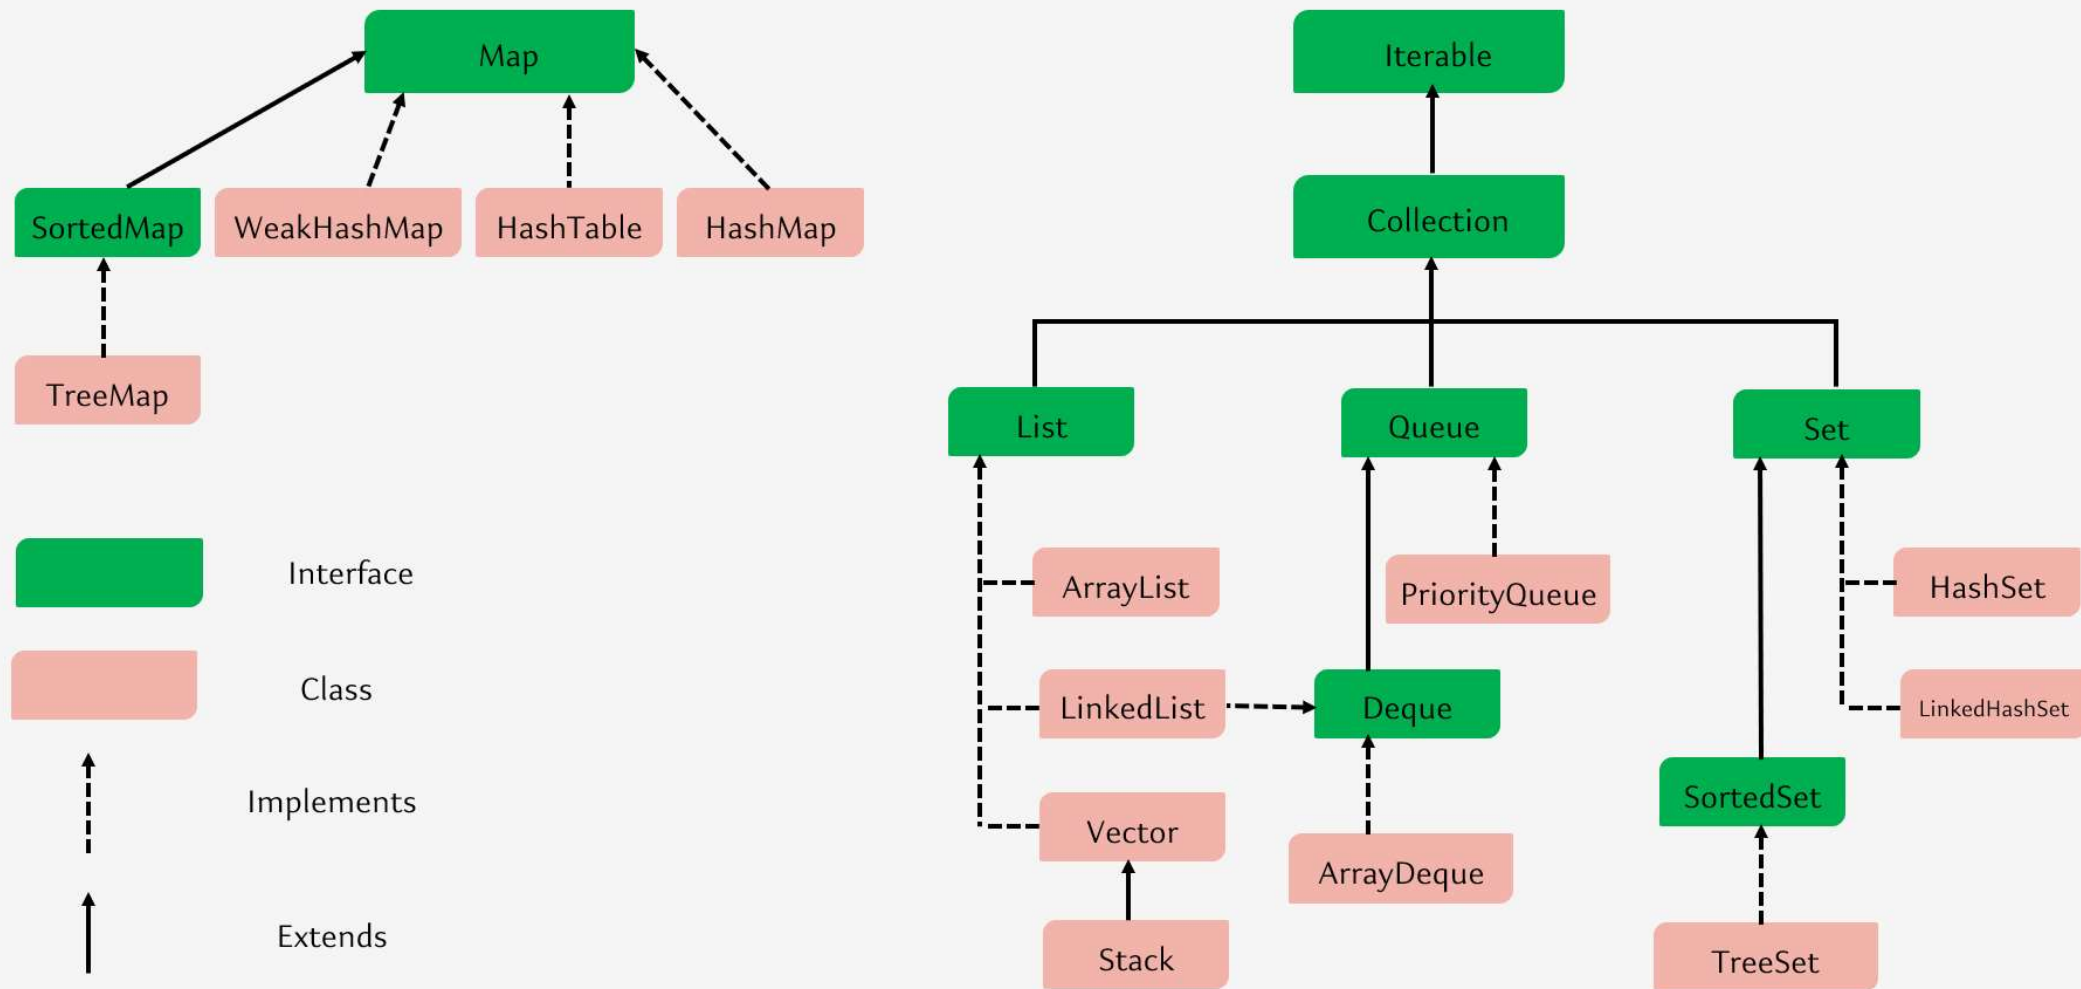 Map
Iterable
Collection
SortedMap
WeakHashMap
HashTable
HashMap
TreeMap
List
Queue
Set
Interface
ArrayList
PriorityQueue
HashSet
Class
LinkedList
Deque
LinkedHashSet
Implements
SortedSet
Vector
ArrayDeque
Extends
Stack
TreeSet